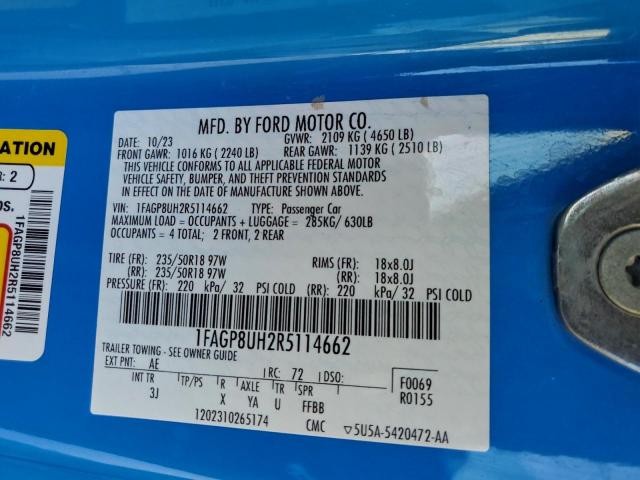 MFD. BY FORD MOTOR CO.
DATE: 10/23 GVWR: 2109 KG ( 4650 LB)
FRONT GAWR: 1016 KG ( 2240 LB) REAR GAWR: 1139 KG ( 2510 LB)
THIS VEHICLE CONFORMS TO ALL APPLICABLE FEDERAL MOTOR
VEHICLE SAFETY, BUMPER, AND THEFT PREVENTION STANDARDS
IN EFFECT ON THE DATE OF MANUFACTURE SHOWN ABOVE.
VIN: 1FAGP8UH2R5114662 TYPE: Passenger Car
MAXIMUM LOAD = OCCUPANTS + LUGGAGE = 285KG/ 630LB
OCCUPANTS = 4 TOTAL; 2 FRONT, 2 REAR
TIRE (FR): 235/50R18 97W RIMS (FR): 18x8.0J
(RR): 235/50R18 97W (RR): 18x8.0J
PRESSURE (FR): 220 kPa/ 32 PSI COLD (RR): 220 kPa/ 32 PSI COLD
1FAGP8UH2R5114662
TRAILER TOWING - SEE OWNER GUIDE
EXT PNT: AE RC: 72 DSO:
INT TR TP/PS R AXLE TR SPR
3J X YA U FFBB
F0069
R0155
1202310265174 CMC ▽5U5A-5420472-AA
ATION
R: 2
os.
1FAGP8UH2R5114662